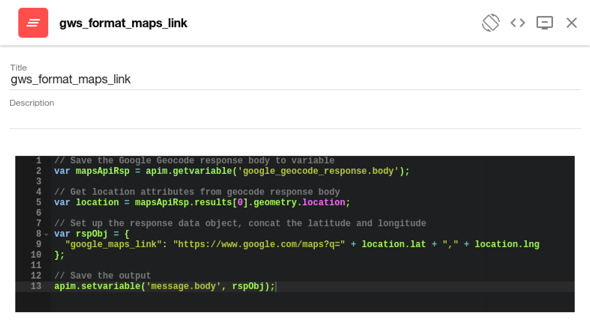 gws_format_maps_link
Title
gws_format_maps_link
Description
1 // Save the Google Geocode response body to variable
2 var mapsApiRsp = apim.getvariable('google_geocode_response.body');
3
4 // Get location attributes from geocode response body
5 var location = mapsApiRsp.results[0].geometry.location;
6
7 // Set up the response data object, concat the latitude and longitude
8 var rspObj = {
9 "google_maps_link": "https://www.google.com/maps?q=" + location.lat + "," + location.lng
10 };
11
12 // Save the output
13 apim.setvariable('message.body', rspObj);